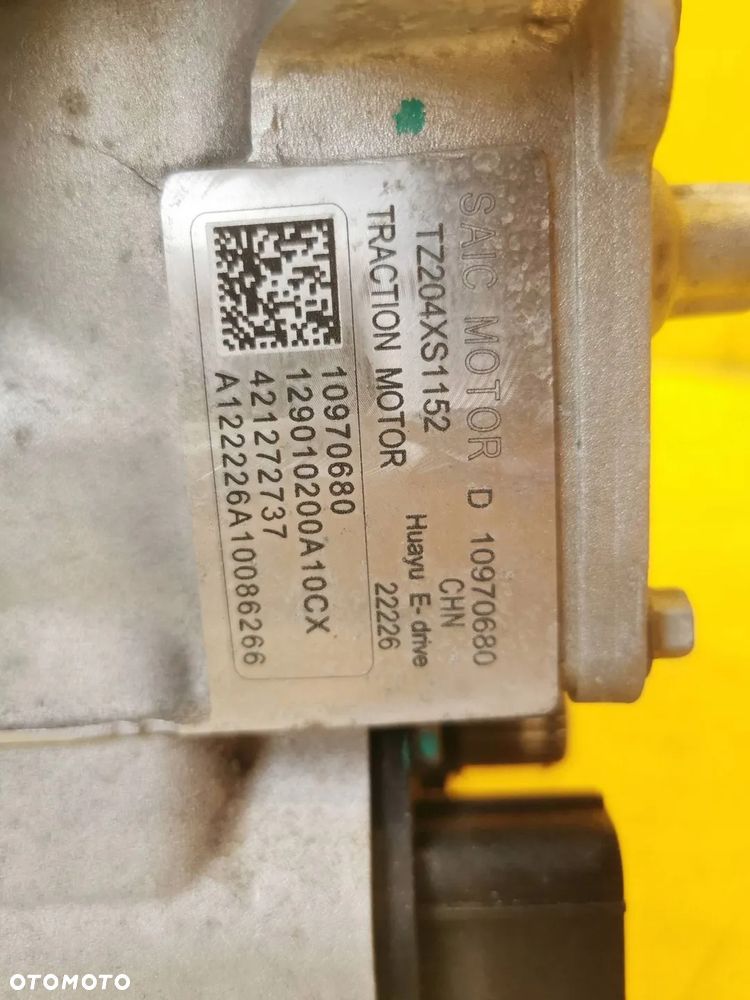 SAIC MOTOR D 10970680
TZ204XS1152 CHN
TRACTION MOTOR Huayu E-drive
22226
10970680
129010200A10CX
421272737
A122226A10086266
OTOMOTO